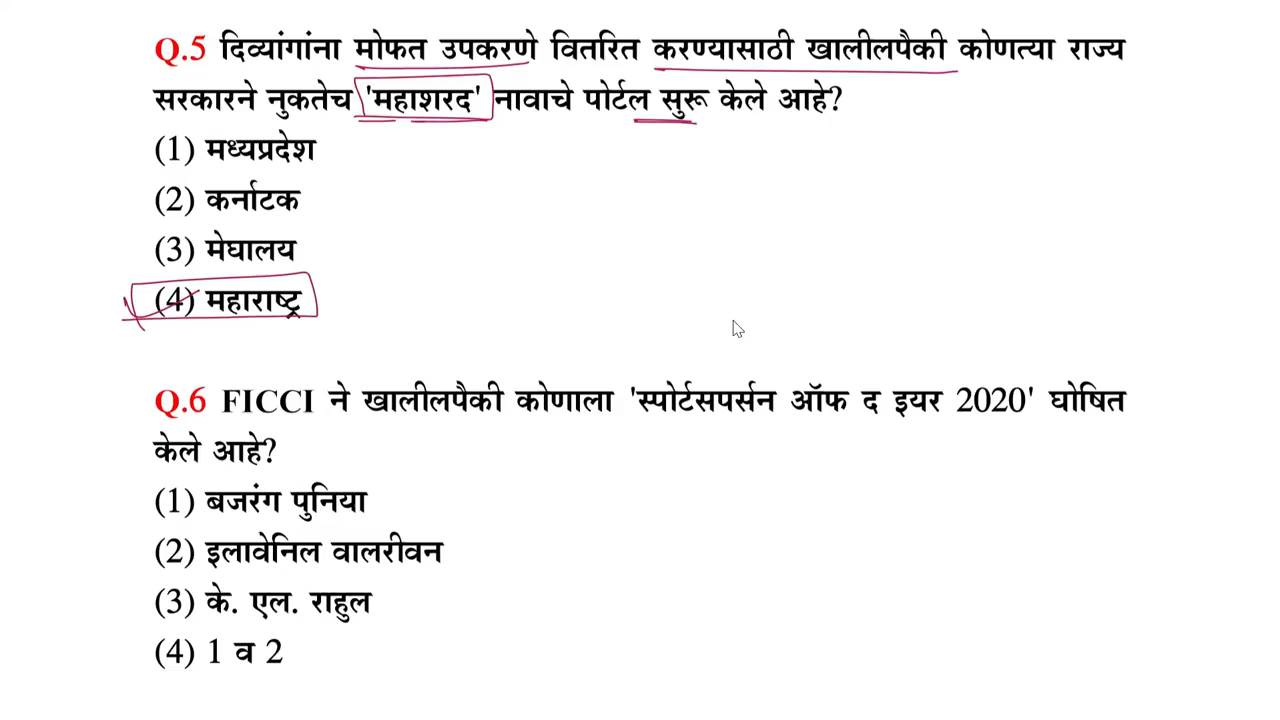 Q.5 दिव्यांगांना मोफत उपकरणे वितरित करण्यासाठी खालीलपैकी कोणत्या राज्य
सरकारने नुकतेच 'महाशरद' नावाचे पोर्टल सुरू केले आहे?
(1) मध्यप्रदेश
(2) कर्नाटक
(3) मेघालय
(4) महाराष्ट्र
Q.6 FICCI ने खालीलपैकी कोणाला 'स्पोर्टसपर्सन ऑफ द इयर 2020' घोषित
केले आहे?
(1) बजरंग पुनिया
(2) इलावेनिल वालरीवन
(3) के. एल. राहुल
(4) 1 व 2